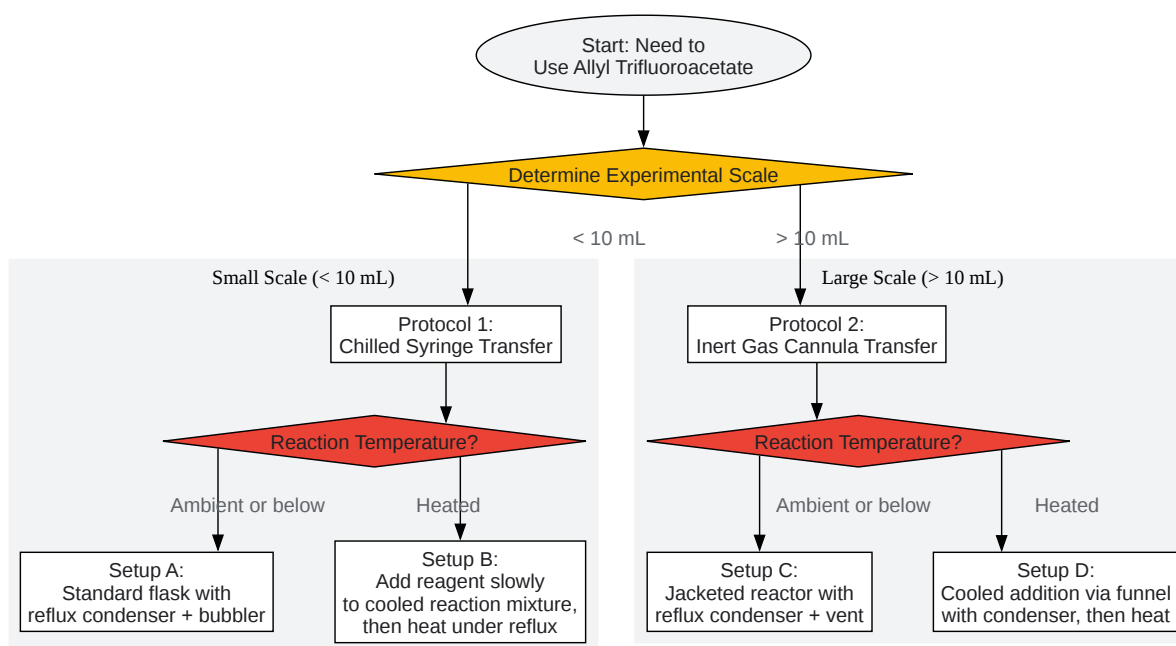 Start: Need to
Use Allyl Trifluoroacetate
Determine Experimental Scale
< 10 mL
> 10 mL
Small Scale (< 10 mL)
Large Scale (> 10 mL)
Protocol 1:
Chilled Syringe Transfer
Protocol 2:
Inert Gas Cannula Transfer
Reaction Temperature?
Reaction Temperature?
Ambient or below
Heated
Ambient or below
Heated
Setup A:
Standard flask with
reflux condenser + bubbler
Setup B:
Add reagent slowly
to cooled reaction mixture,
then heat under reflux
Setup C:
Jacketed reactor with
reflux condenser + vent
Setup D:
Cooled addition via funnel
with condenser, then heat